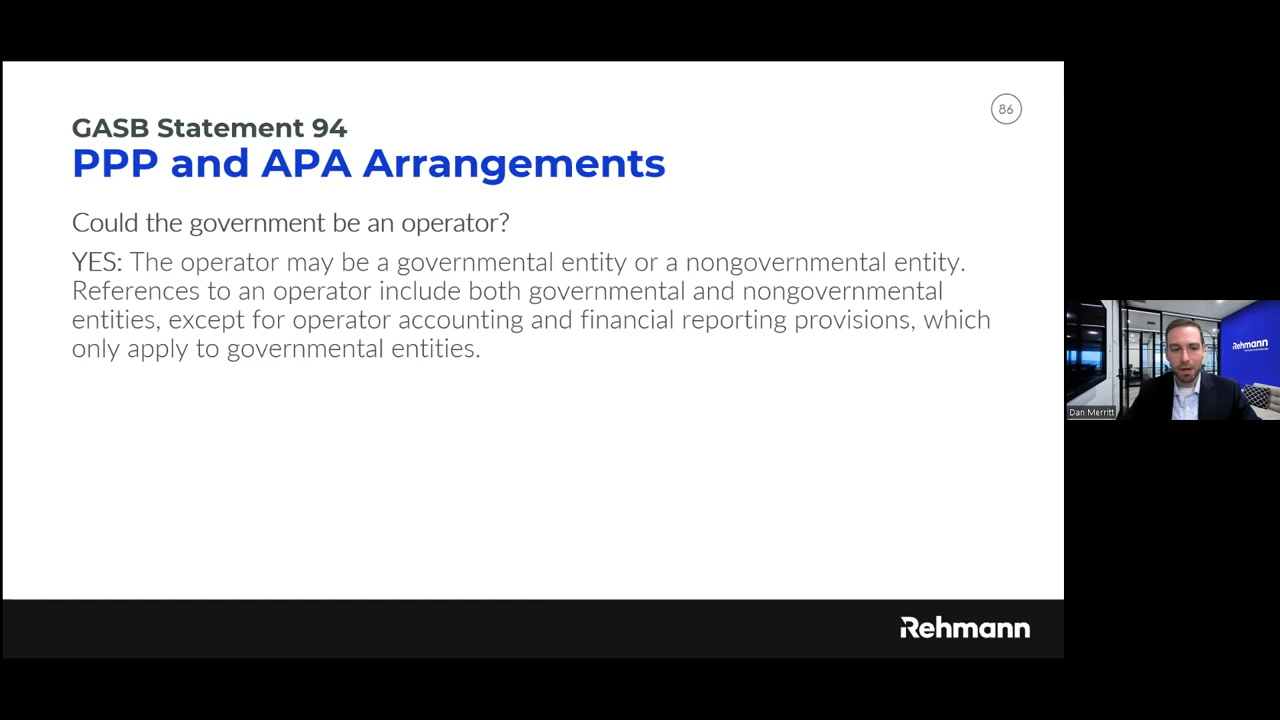 86
GASB Statement 94
PPP and APA Arrangements
Could the government be an operator?
YES: The operator may be a governmental entity or a nongovernmental entity.
References to an operator include both governmental and nongovernmental
entities, except for operator accounting and financial reporting provisions, which
only apply to governmental entities.
Rehmann
Dan Merritt
Rehmann